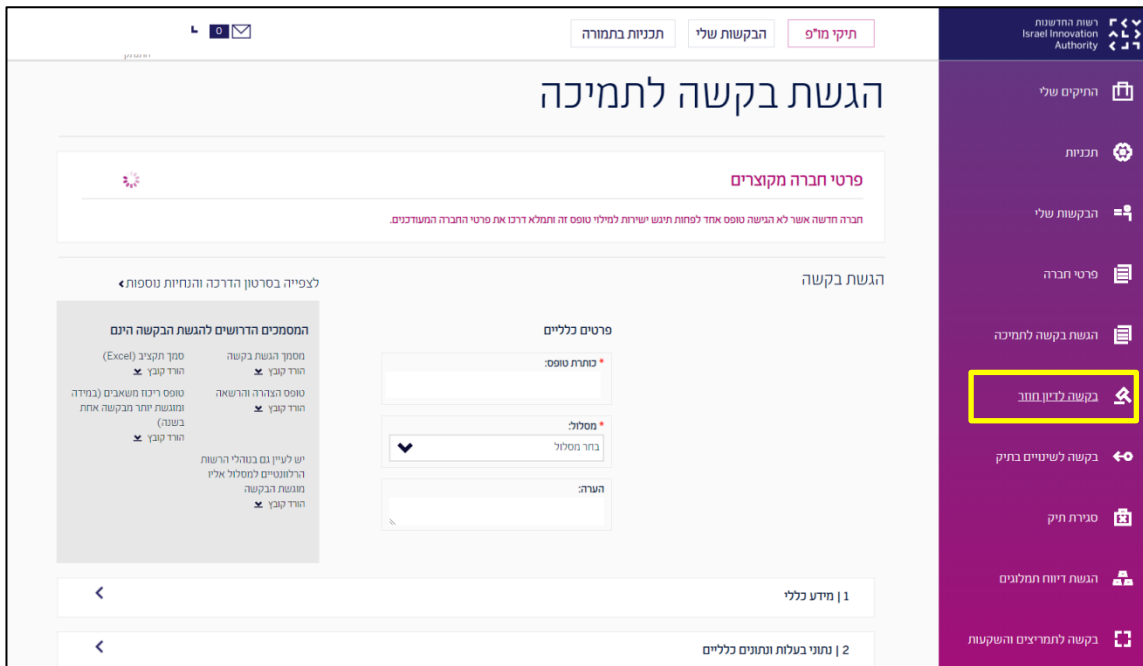 רשות החדשנות
Israel Innovation
Authority
התיקים שלי
תכניות
הבקשות שלי
פרטי חברה
הגשת בקשה לתמיכה
בקשה לדיון חוזר
בקשה לשינויים בתיק
סגירת תיק
הגשת דיווח תמלוגים
בקשה לתמריצים והשקעות
תיקי מו"פ
הבקשות שלי
תכניות בתמורה
0
הגשת בקשה לתמיכה
פרטי חברה מקוצרים
חברה חדשה אשר לא הגישה טופס אחד לפחות תיגש ישירות למילוי טופס זה ותמלא דרכו את פרטי החברה המעודכנים.
הגשת בקשה
לצפייה בסרטון הדרכה והנחיות נוספות
פרטים כלליים
* כותרת טופס:
* מסלול:
בחר מסלול
הערה:
המסמכים הדרושים להגשת הבקשה הינם
מסמך הגשת בקשה
הורד קובץ
טופס הצהרה והרשאה
הורד קובץ
יש לעיין גם בנוהלי הרשות
הרלוונטיים למסלול אליו
מוגשת הבקשה
הורד קובץ
סמך תקציב (Excel)
הורד קובץ
טופס ריכוז משאבים (במידה
ומוגשת יותר מבקשה אחת
בשנה)
הורד קובץ
1 | מידע כללי
2 | נתוני בעלות ונתונים כלליים